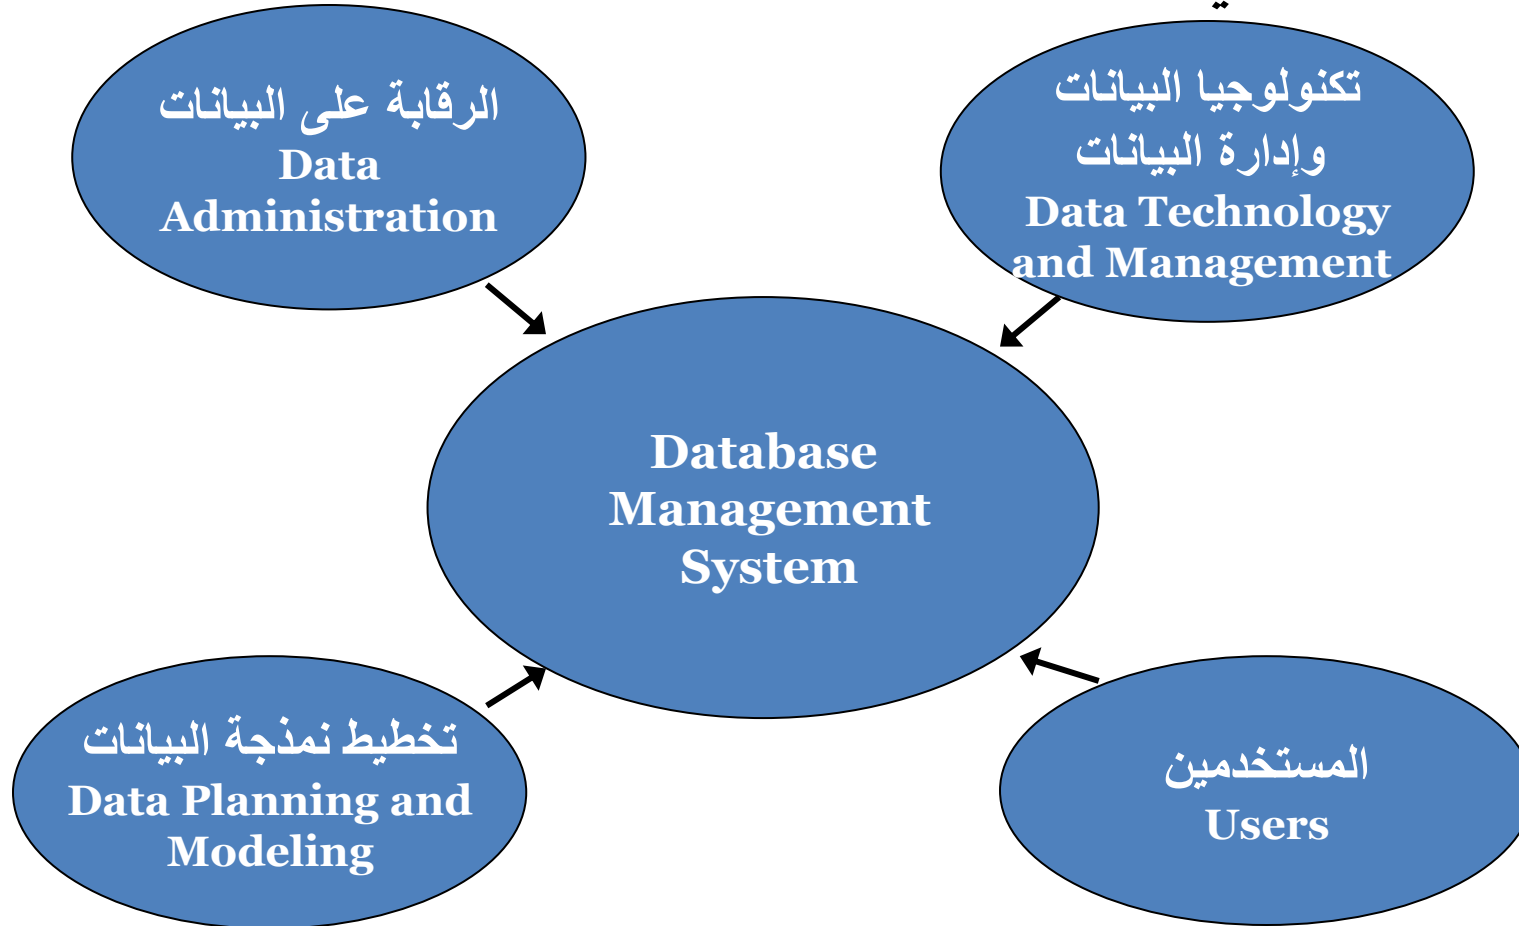 الرقابة على البيانات
Data
Administration
تكنولوجيا البيانات
وإدارة البيانات
Data Technology
and Management
Database
Management
System
تخطيط نمذجة البيانات
Data Planning and
Modeling
المستخدمين
Users